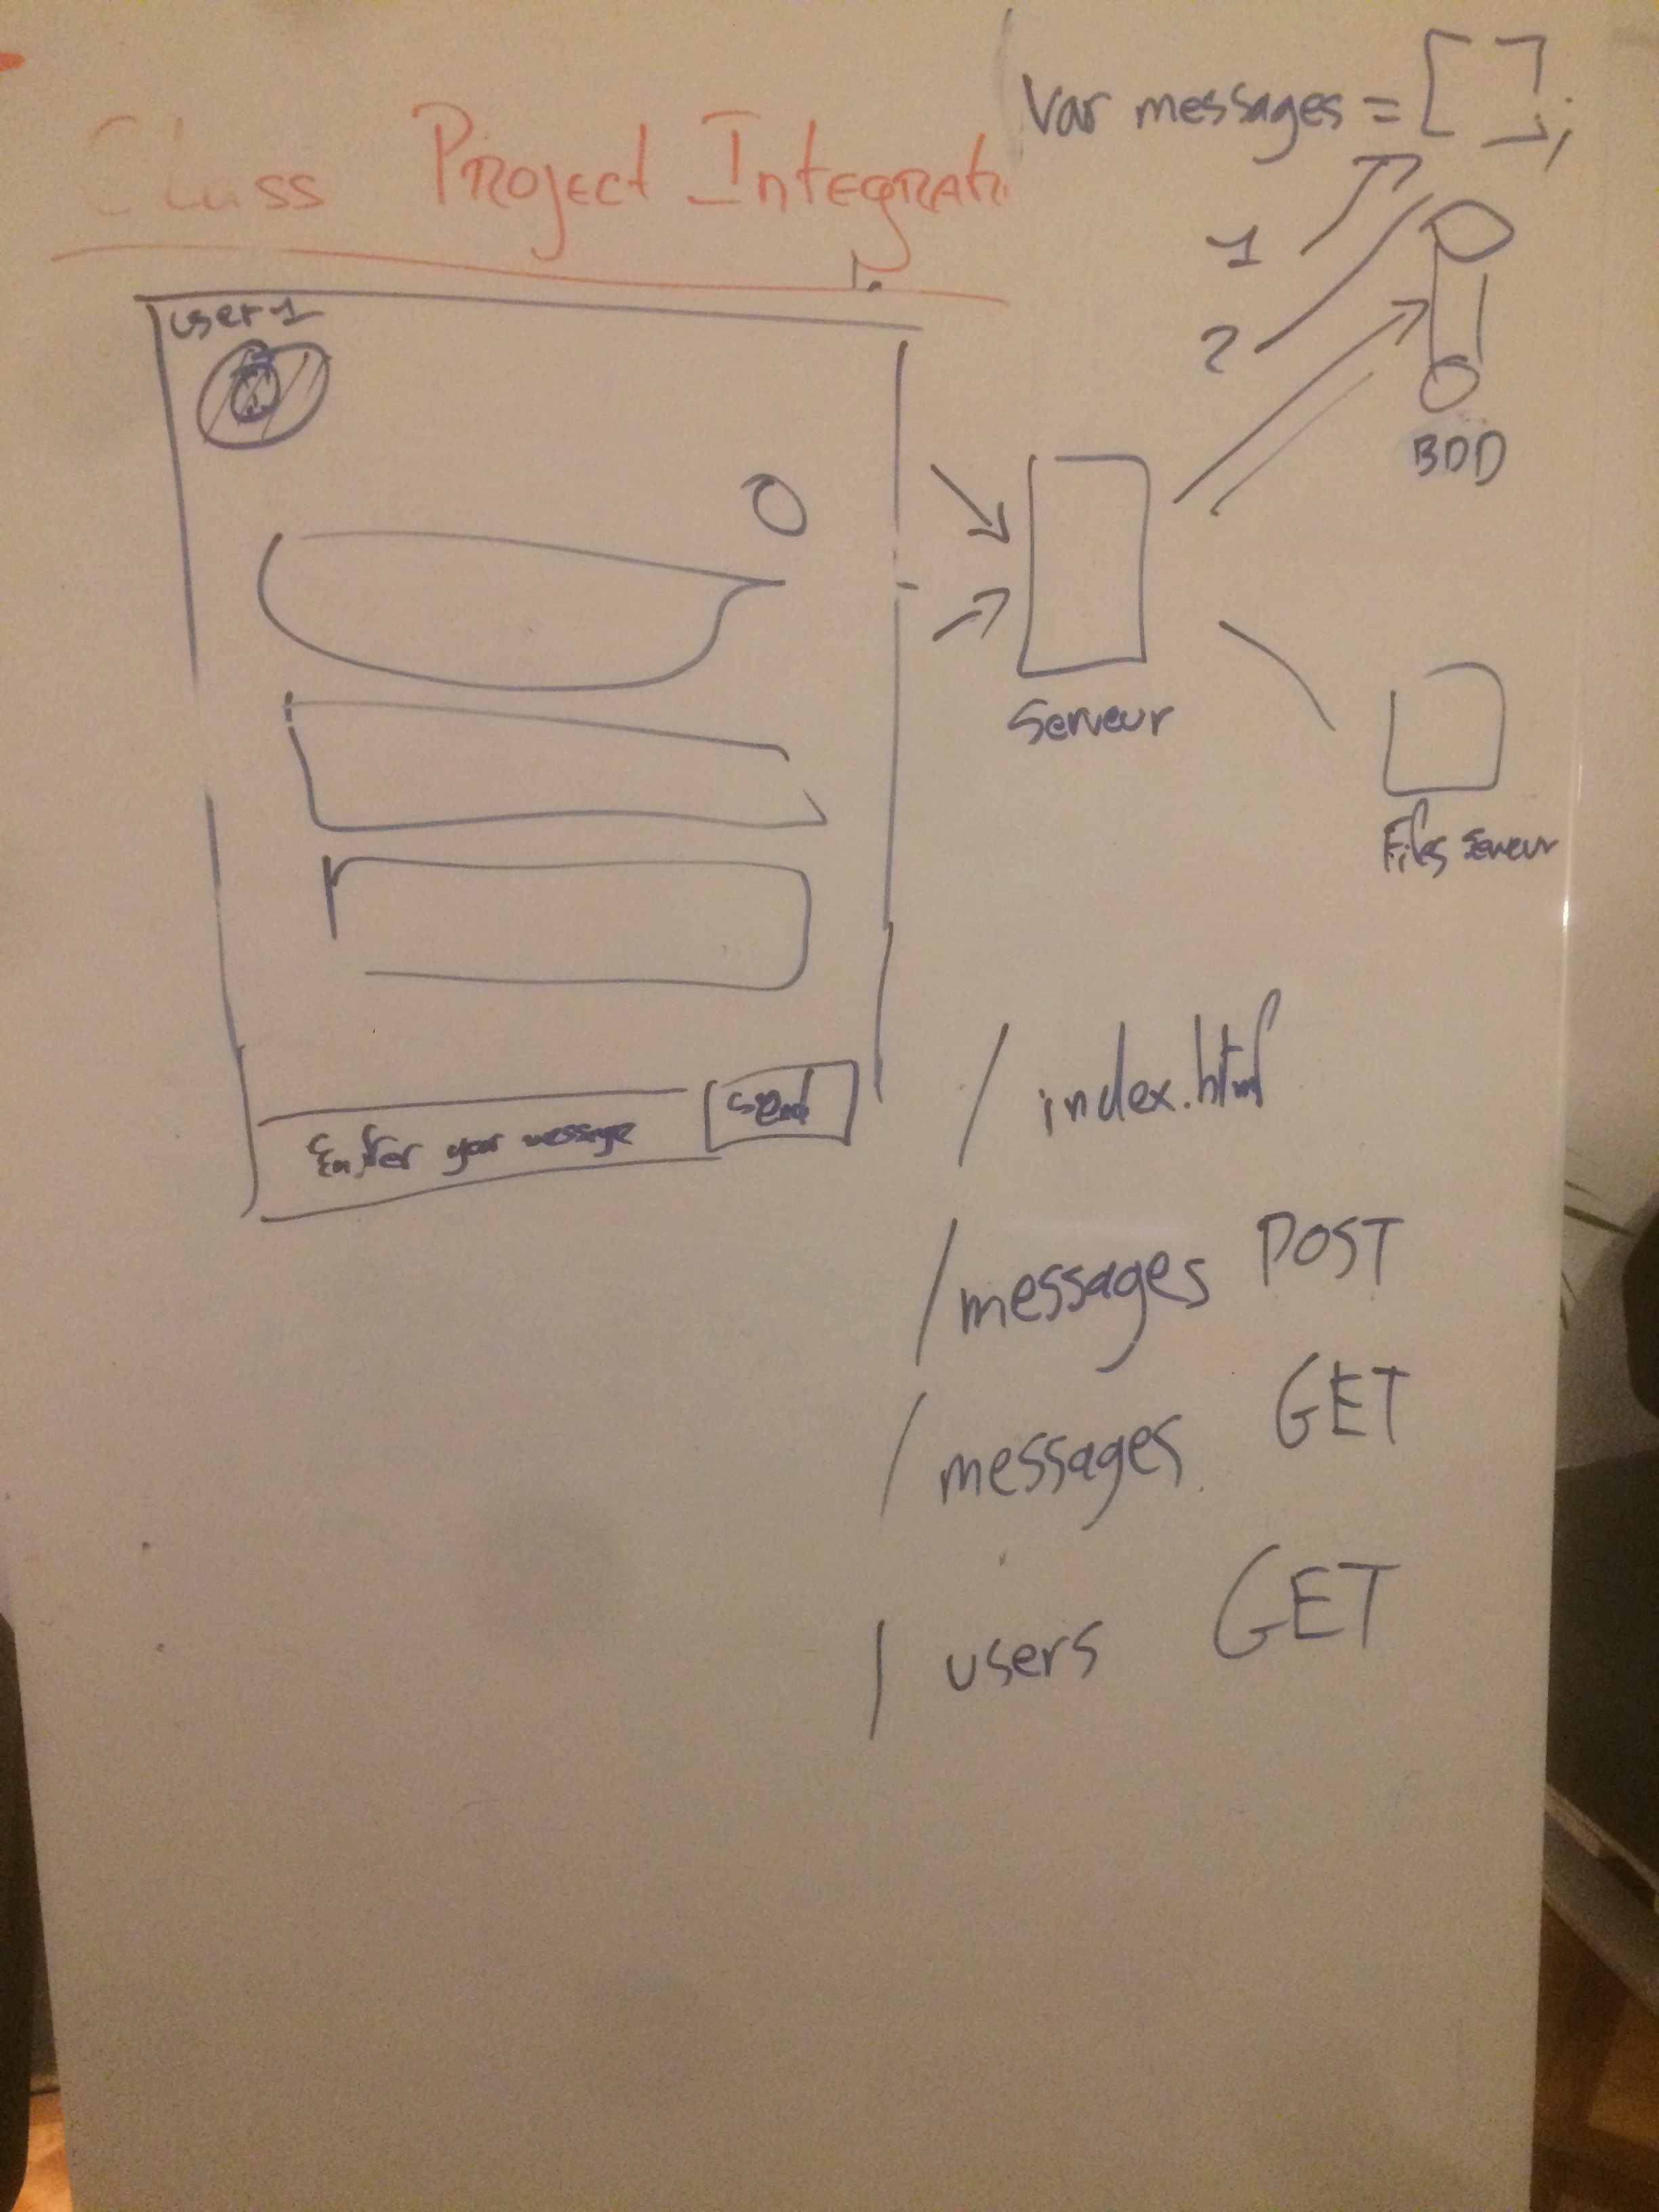 Class Project Integrati
var messages = [ ];
1
2
BDD
user 1
Serveur
Files Serveur
Enter your message
send
/ index.html
/messages POST
/messages GET
/ users GET